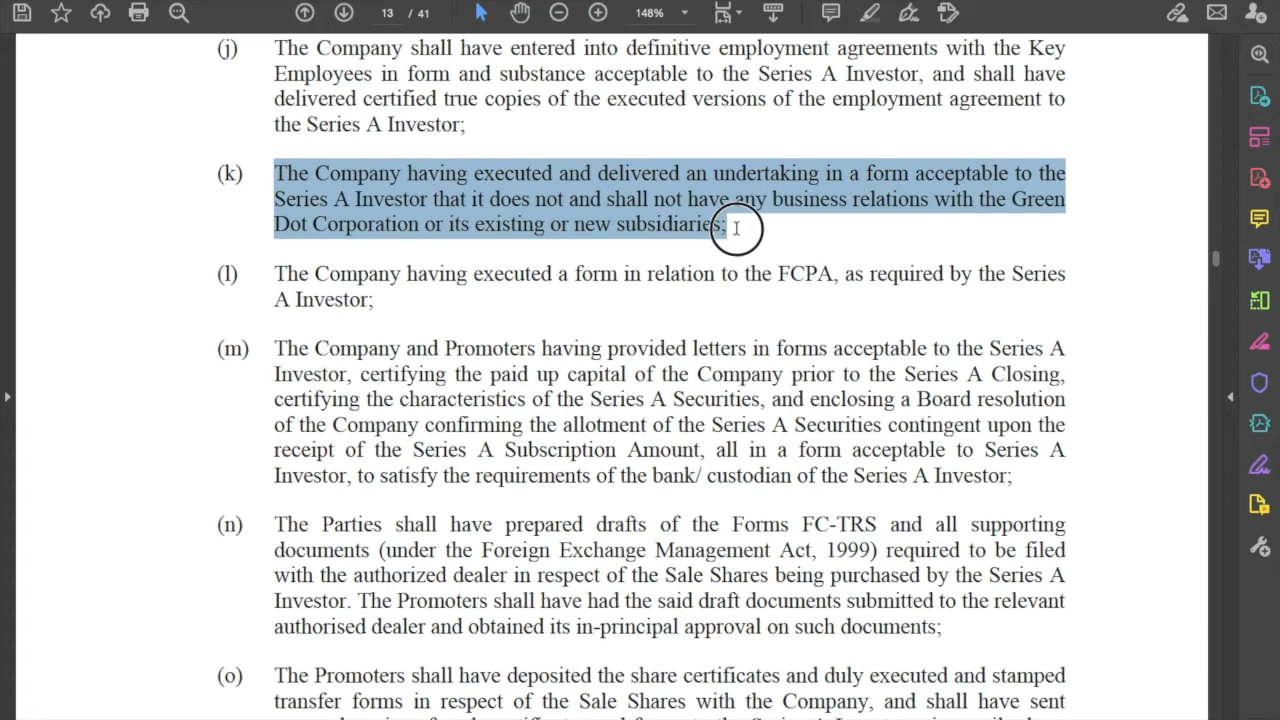 13 / 41
148%
(j) The Company shall have entered into definitive employment agreements with the Key
Employees in form and substance acceptable to the Series A Investor, and shall have
delivered certified true copies of the executed versions of the employment agreement to
the Series A Investor;
(k) The Company having executed and delivered an undertaking in a form acceptable to the
Series A Investor that it does not and shall not have any business relations with the Green
Dot Corporation or its existing or new subsidiaries;
(l) The Company having executed a form in relation to the FCPA, as required by the Series
A Investor;
(m) The Company and Promoters having provided letters in forms acceptable to the Series A
Investor, certifying the paid up capital of the Company prior to the Series A Closing,
certifying the characteristics of the Series A Securities, and enclosing a Board resolution
of the Company confirming the allotment of the Series A Securities contingent upon the
receipt of the Series A Subscription Amount, all in a form acceptable to Series A
Investor, to satisfy the requirements of the bank/ custodian of the Series A Investor;
(n) The Parties shall have prepared drafts of the Forms FC-TRS and all supporting
documents (under the Foreign Exchange Management Act, 1999) required to be filed
with the authorized dealer in respect of the Sale Shares being purchased by the Series A
Investor. The Promoters shall have had the said draft documents submitted to the relevant
authorised dealer and obtained its in-principal approval on such documents;
(o) The Promoters shall have deposited the share certificates and duly executed and stamped
transfer forms in respect of the Sale Shares with the Company, and shall have sent